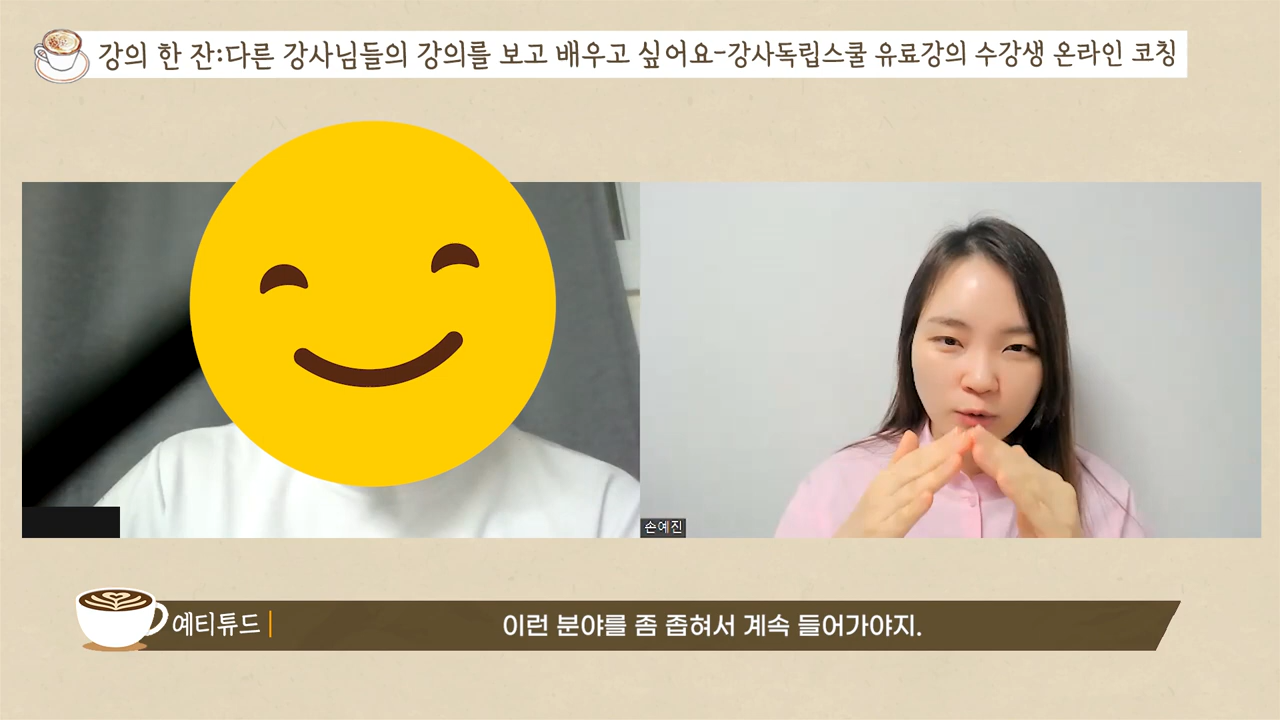 강의 한 잔:다른 강사님들의 강의를 보고 배우고 싶어요-강사독립스쿨 유료강의 수강생 온라인 코칭
손예진
예티튜드
이런 분야를 좀 좁혀서 계속 들어가야지.